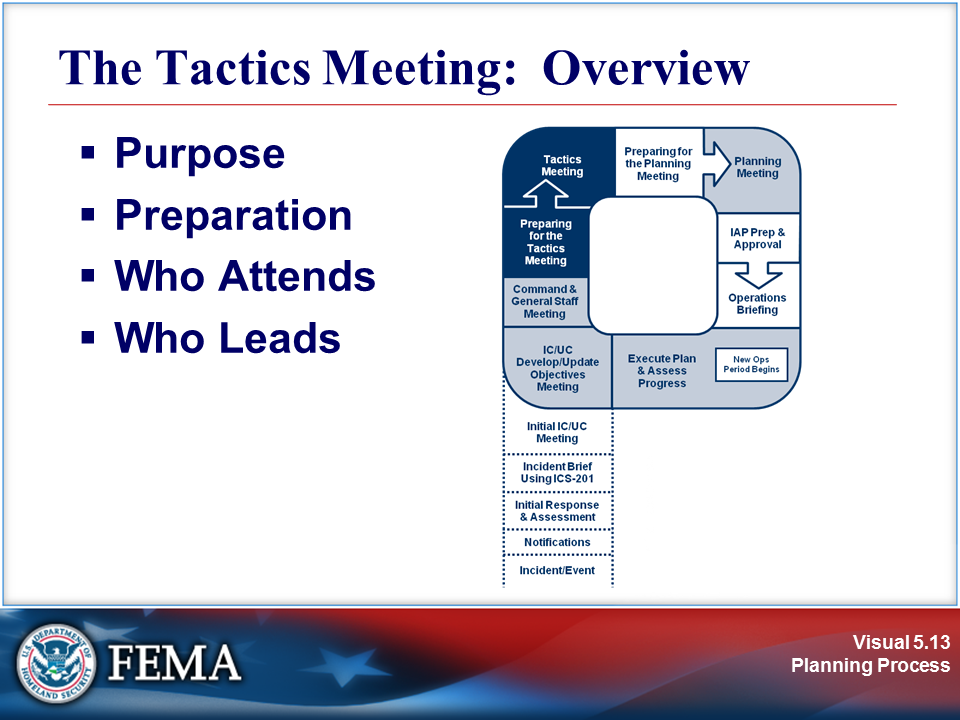 The Tactics Meeting:  Overview
▪ Purpose
▪ Preparation
▪ Who Attends
▪ Who Leads
Tactics
Meeting
Preparing for
the Planning
Meeting
Planning
Meeting
Preparing
for the
Tactics
Meeting
IAP Prep &
Approval
Command &
General Staff
Meeting
Operations
Briefing
IC/UC
Develop/Update
Objectives
Meeting
Execute Plan
& Assess
Progress
New Ops
Period Begins
Initial IC/UC
Meeting
Incident Brief
Using ICS-201
Initial Response
& Assessment
Notifications
Incident/Event
U.S. DEPARTMENT OF
HOMELAND SECURITY
FEMA
Visual 5.13
Planning Process